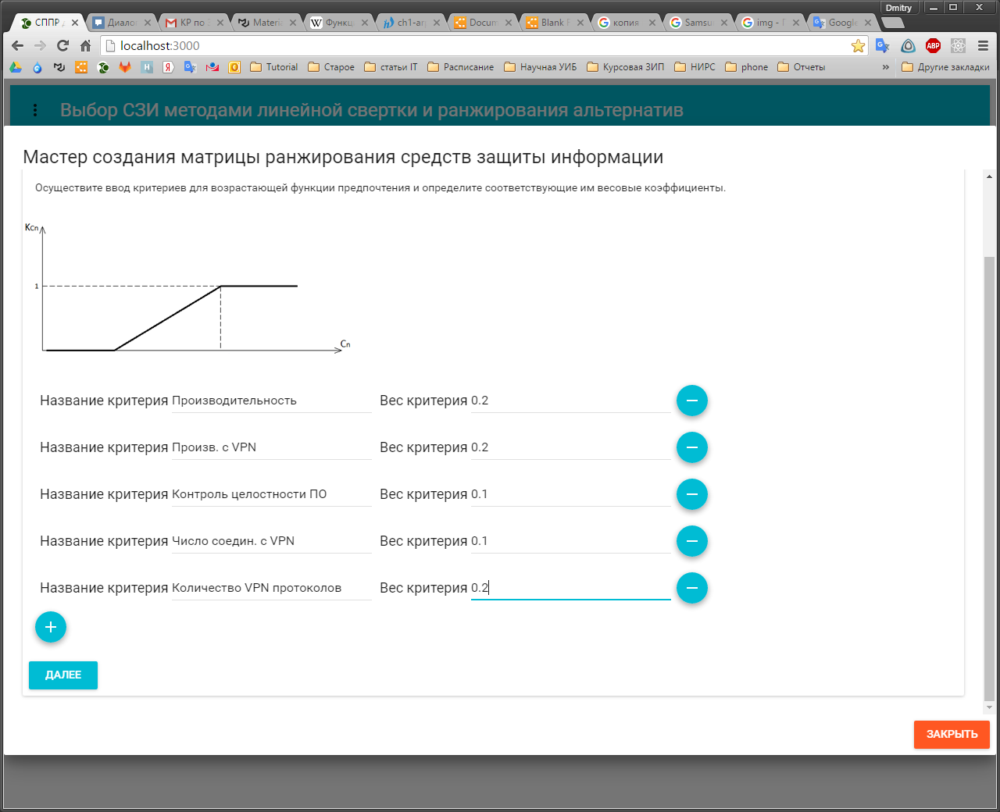 Dmitry
СППР
Диалог
КР по
Materia
W Функц
ch1-ar
Docum
Blank F
копия
Samsu
img - F
Google
localhost:3000
ABP
Tutorial
Старое
статьи IT
Расписание
Научная УИБ
Курсовая ЗИП
НИРС
phone
Отчеты
»
Другие закладки
Выбор СЗИ методами линейной свертки и ранжирования альтернатив
Мастер создания матрицы ранжирования средств защиты информации
Осуществите ввод критериев для возрастающей функции предпочтения и определите соответствующие им весовые коэффициенты.
Kcn
1
Cn
Название критерия Производительность Вес критерия 0.2
Название критерия Произв. с VPN Вес критерия 0.2
Название критерия Контроль целостности ПО Вес критерия 0.1
Название критерия Число соедин. с VPN Вес критерия 0.1
Название критерия Количество VPN протоколов Вес критерия 0.2
ДАЛЕЕ
ЗАКРЫТЬ